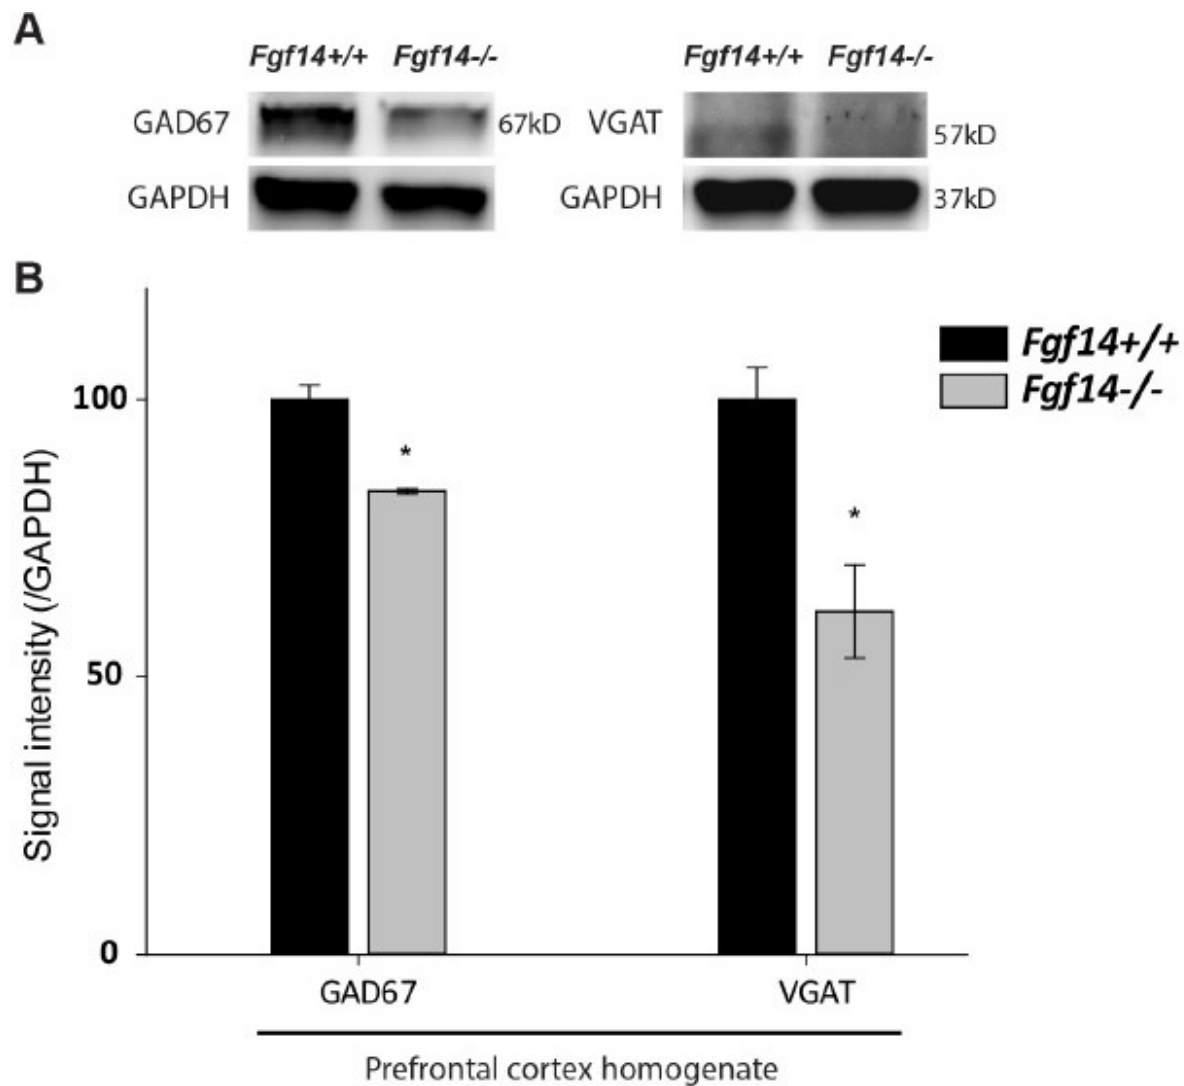 A
Fgf14+/+ Fgf14-/- Fgf14+/+ Fgf14-/-
GAD67 67kD VGAT 57kD
GAPDH GAPDH 37kD
B
Fgf14+/+
Fgf14-/-
100
*
*
50
0
Signal intensity (/GAPDH)
GAD67 VGAT
Prefrontal cortex homogenate